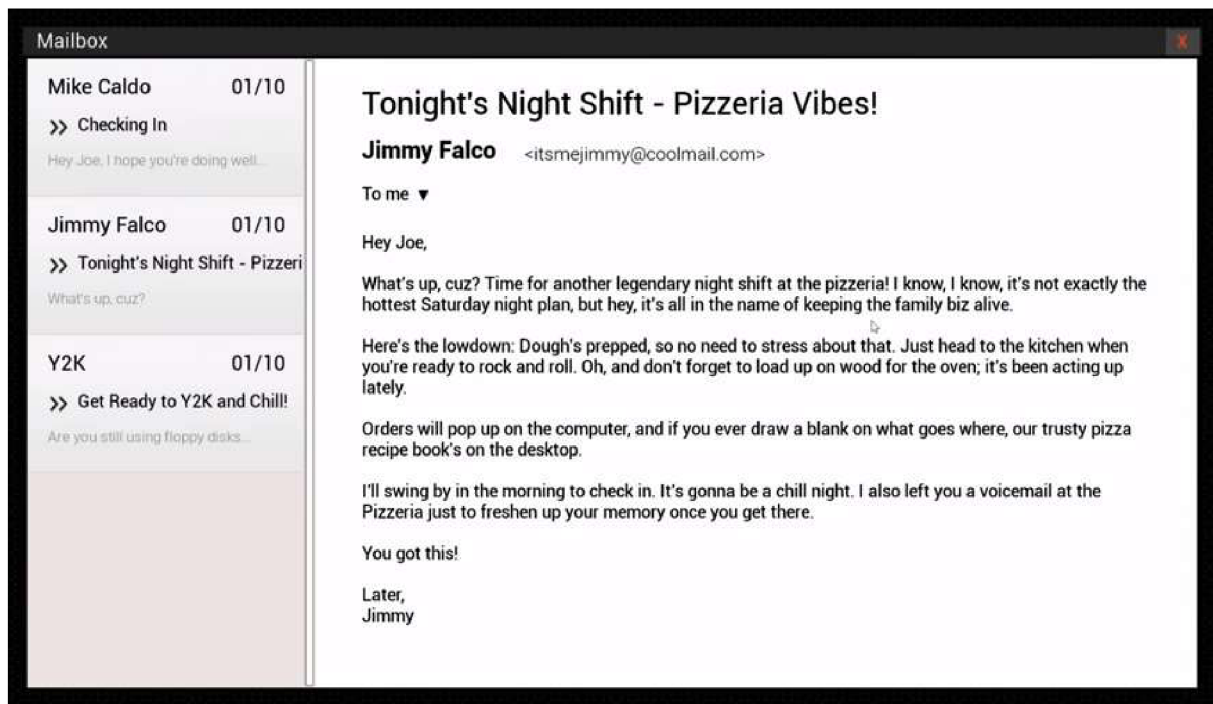 Mailbox
X
Mike Caldo 01/10
>> Checking In
Hey Joe, I hope you're doing well...
Jimmy Falco 01/10
>> Tonight's Night Shift - Pizzeri
What's up, cuz?
Y2K 01/10
>> Get Ready to Y2K and Chill!
Are you still using floppy disks...
Tonight's Night Shift - Pizzeria Vibes!
Jimmy Falco <itsmejimmy@coolmail.com>
To me ▼
Hey Joe,
What's up, cuz? Time for another legendary night shift at the pizzeria! I know, I know, it's not exactly the
hottest Saturday night plan, but hey, it's all in the name of keeping the family biz alive.
Here's the lowdown: Dough's prepped, so no need to stress about that. Just head to the kitchen when
you're ready to rock and roll. Oh, and don't forget to load up on wood for the oven; it's been acting up
lately.
Orders will pop up on the computer, and if you ever draw a blank on what goes where, our trusty pizza
recipe book's on the desktop.
I'll swing by in the morning to check in. It's gonna be a chill night. I also left you a voicemail at the
Pizzeria just to freshen up your memory once you get there.
You got this!
Later,
Jimmy